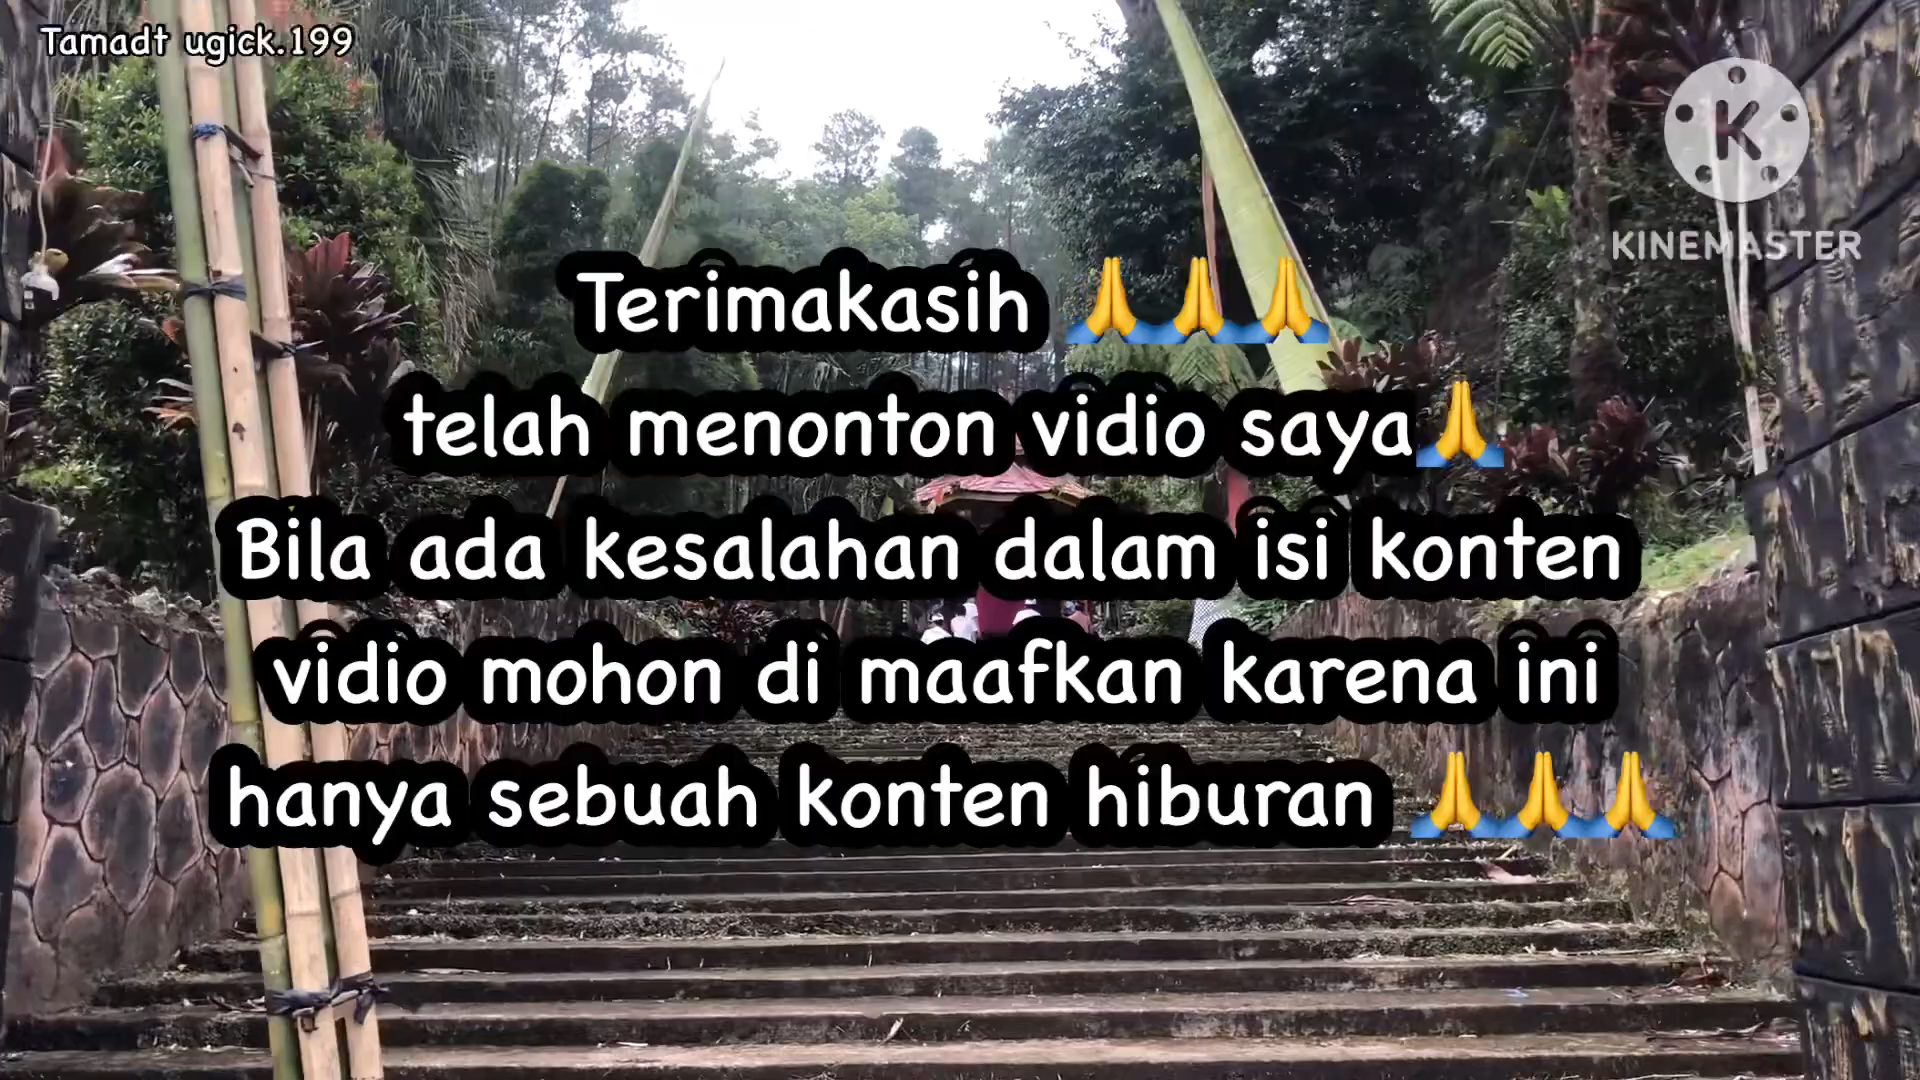 Tamadt ugick.199
K
KINEMASTER
Terimakasih 🙏🙏🙏
telah menonton vidio saya🙏
Bila ada kesalahan dalam isi konten
vidio mohon di maafkan karena ini
hanya sebuah konten hiburan 🙏🙏🙏